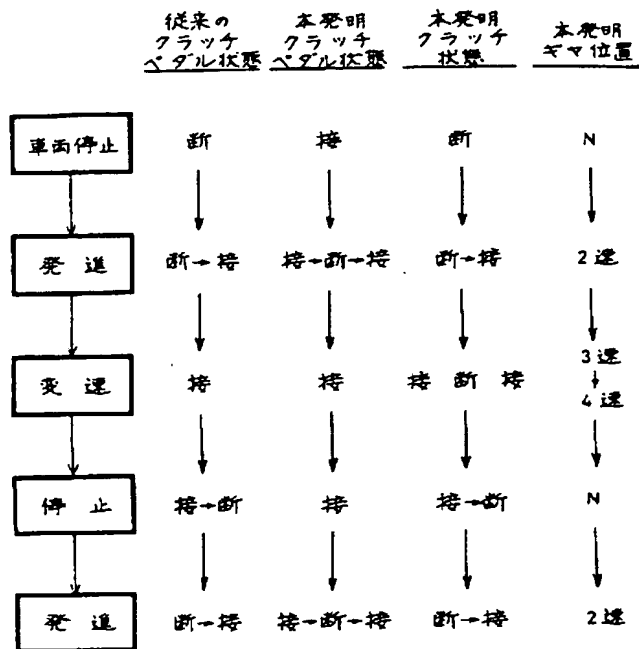 従来の
クラッチ
ペダル状態
本発明
クラッチ
ペダル状態
本発明
クラッチ
状態
本発明
ギヤ位置
車両停止 断 接 断 N
発進 断→接 接→断→接 断→接 2速
変速 接 接 接 断 接 3速
↓
4速
停止 接→断 接 接→断 N
発進 断→接 接→断→接 断→接 2速